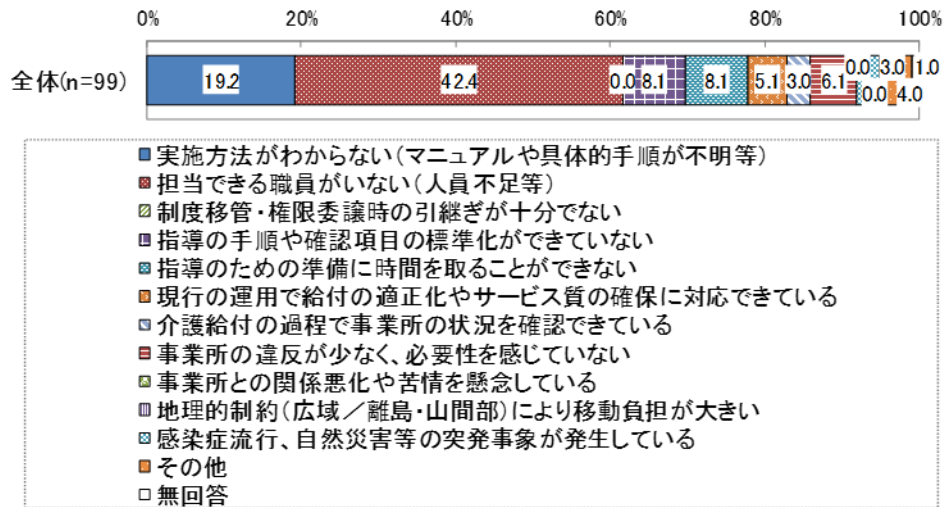 0% 20% 40% 60% 80% 100%
全体(n=99) 19.2 42.4 0.0 8.1 8.1 5.1 3.0 6.1 0.0 3.0 1.0
0.0 4.0
実施方法がわからない(マニュアルや具体的手順が不明等)
担当できる職員がいない(人員不足等)
制度移管・権限委譲時の引継ぎが十分でない
指導の手順や確認項目の標準化ができていない
指導のための準備に時間を取ることができない
現行の運用で給付の適正化やサービス質の確保に対応できている
介護給付の過程で事業所の状況を確認できている
事業所の違反が少なく、必要性を感じていない
事業所との関係悪化や苦情を懸念している
地理的制約(広域/離島・山間部)により移動負担が大きい
感染症流行、自然災害等の突発事象が発生している
その他
無回答